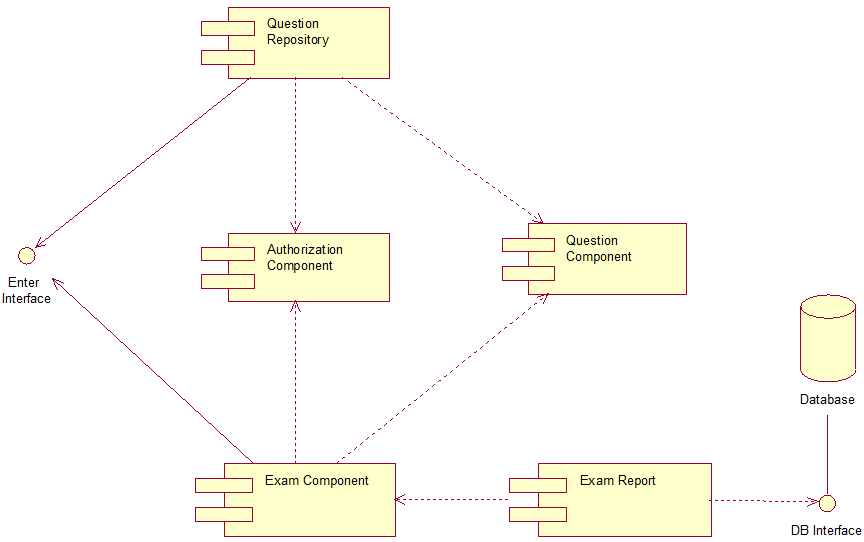 Question
Repository
Authorization
Component
Question
Component
Enter
Interface
Database
Exam Component
Exam Report
DB Interface